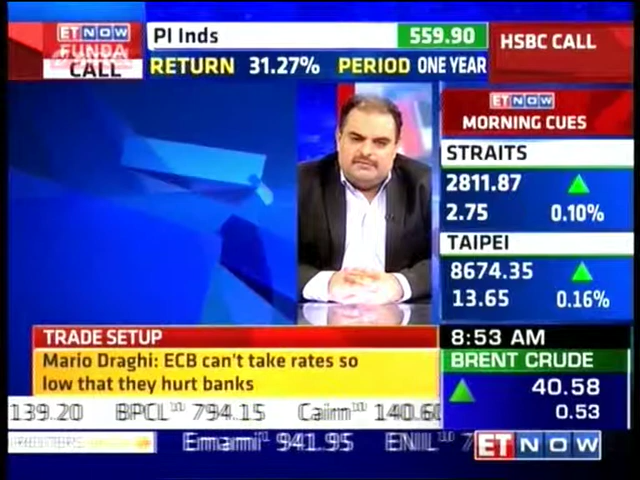 ET NOW
FUNDA
CALL
PI Inds 559.90
RETURN 31.27% PERIOD ONE YEAR
HSBC CALL
ET NOW
MORNING CUES
STRAITS
2811.87
2.75 0.10%
TAIPEI
8674.35
13.65 0.16%
8:53 AM
BRENT CRUDE
40.58
0.53
TRADE SETUP
Mario Draghi: ECB can't take rates so
low that they hurt banks
139.20 BPCL 794.15 Cairn 140.60
Emami 941.95 ENIL
ET NOW